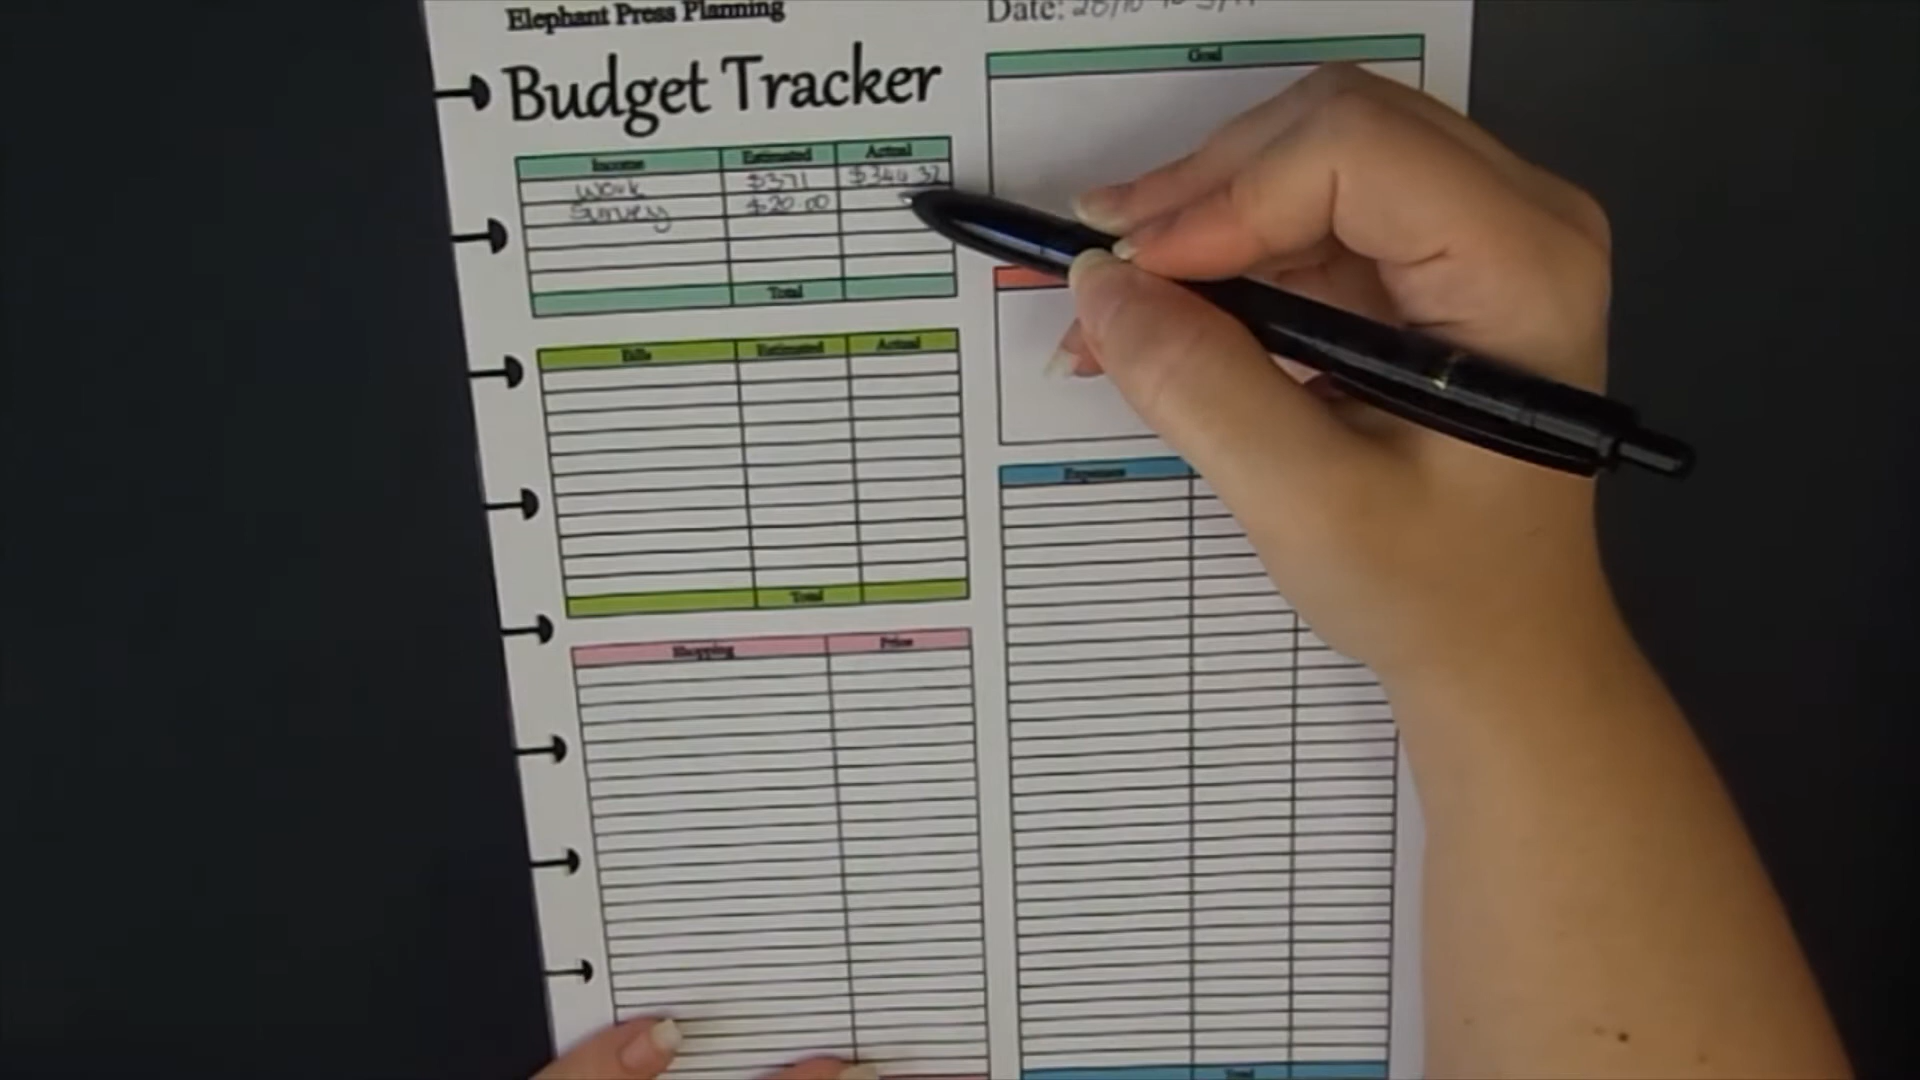 Elephant Press Planning
Date:
Budget Tracker
Goal
Income Estimated Actual
Work $371 $344.32
Survey $20.00
Total
Bills Estimated Actual
Total
Expenses
Shopping Price
Total